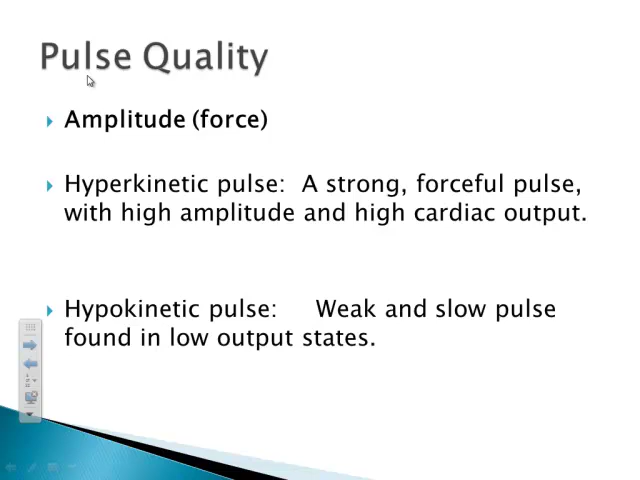 Pulse Quality
Amplitude (force)
Hyperkinetic pulse: A strong, forceful pulse,
with high amplitude and high cardiac output.
Hypokinetic pulse: Weak and slow pulse
found in low output states.